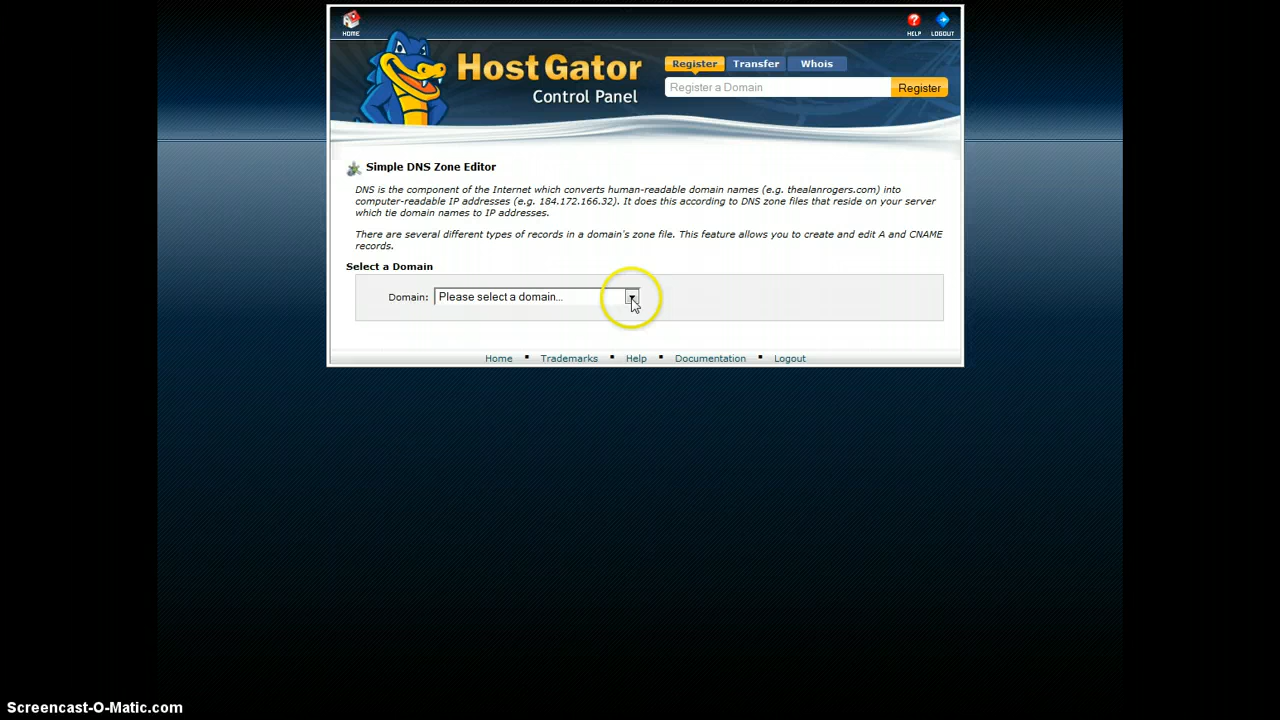 HOME
HELP
LOGOUT
HostGator
Control Panel
Register
Transfer
Whois
Register a Domain
Register
Simple DNS Zone Editor
DNS is the component of the Internet which converts human-readable domain names (e.g. thealanrogers.com) into
computer-readable IP addresses (e.g. 184.172.166.32). It does this according to DNS zone files that reside on your server
which tie domain names to IP addresses.
There are several different types of records in a domain's zone file. This feature allows you to create and edit A and CNAME
records.
Select a Domain
Domain: Please select a domain...
Home
Trademarks
Help
Documentation
Logout
Screencast-O-Matic.com